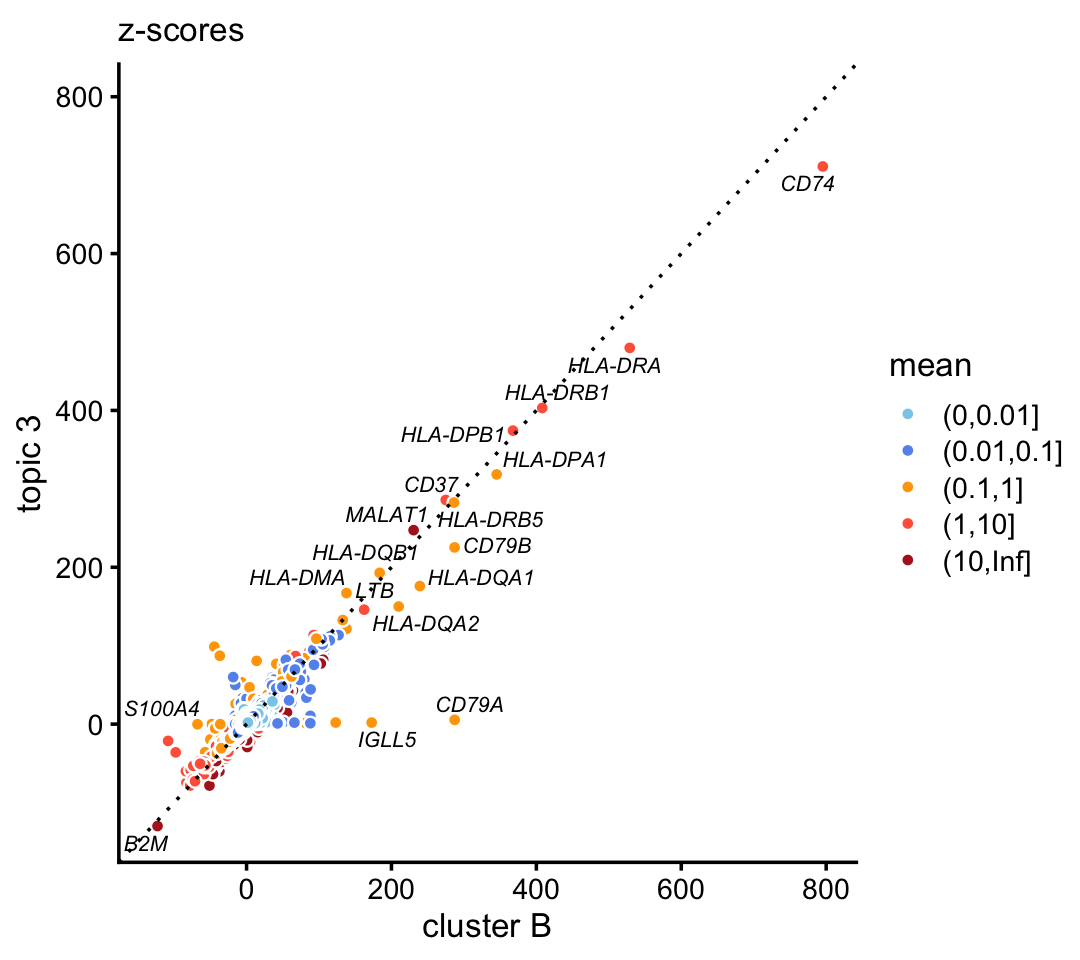 z-scores
800
CD74
600
HLA-DRA
mean
HLA-DRB1
(0,0.01]
400
HLA-DPB1
(0.01,0.1]
topic 3
HLA-DPA1
CD37
(0.1,1]
MALAT1
HLA-DRB5
(1,10]
CD79B
HLA-DQB1
(10,Inf]
200
HLA-DMA
HLA-DQA1
LTB
HLA-DQA2
S100A4
CD79A
0
IGLL5
B2M
0 200 400 600 800
cluster B